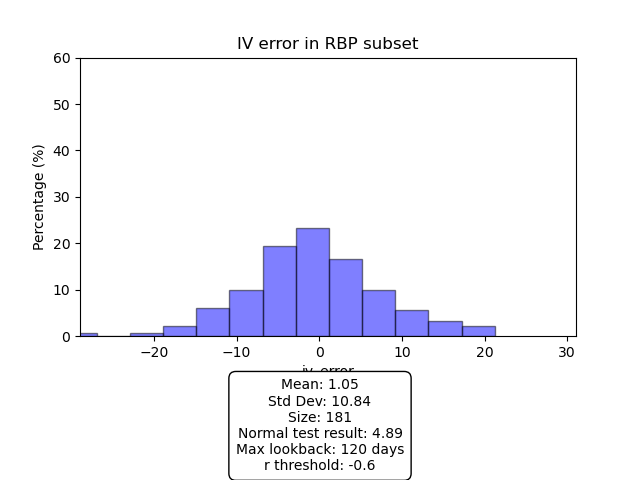 IV error in RBP subset
60
50
40
30
20
10
0
Percentage (%)
−20 −10 0 10 20 30
iv_error
Mean: 1.05
Std Dev: 10.84
Size: 181
Normal test result: 4.89
Max lookback: 120 days
r threshold: -0.6